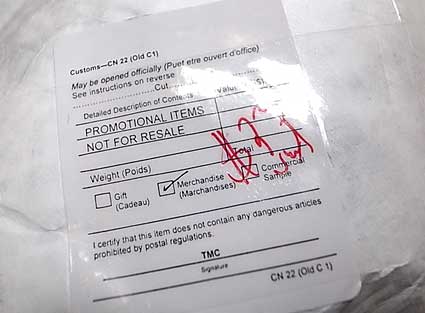 Customs—CN 22 (Old C1)
May be opened officially (Puet etre ouvert d'office)
See instructions on reverse
Cut
Detailed Description of Contents Value
PROMOTIONAL ITEMS
NOT FOR RESALE
Weight (Poids) Total
Gift Merchandise Commercial
(Cadeau) (Marchandises) Sample
I certify that this item does not contain any dangerous articles
prohibited by postal regulations.
TMC
Signature
CN 22 (Old C 1)